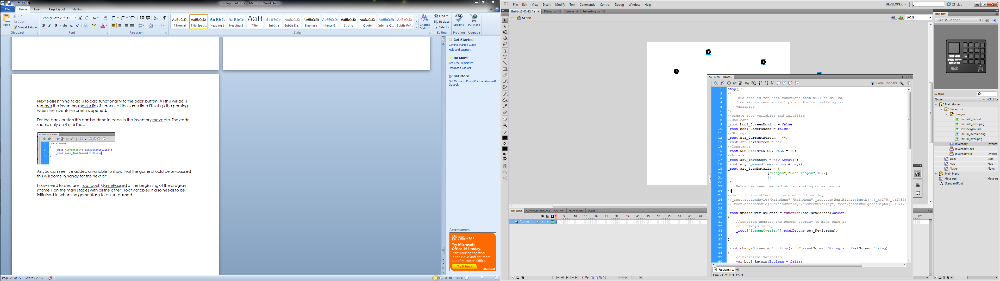 Development.docx - Microsoft Word Starter
File Home Insert Page Layout Mailings
Paste
Cut
Copy
Format Painter
Clipboard
Century Gothic 11
Font
Paragraph
AaBbCcDc AaBbCcDc AaBbCc AaBbCc AaB AaBbCc. AaBbCcDc AaBbCcDc AaBbCcDc AaBbCcDc AaBbCcDc AaBbCcDc AABBCCDC
¶ Normal ¶ No Spaci... Heading 1 Heading 2 Title Subtitle Subtle Em... Emphasis Intense E... Strong Quote Intense Q... Subtle Ref...
Change Styles
Styles
Find
Replace
Select
Editing
Spelling
Proofing
Purchase
Upgrade
Next easiest thing to do is to add functionality to the back button. All this will do is
remove the inventory movieclip of screen. At the same time I'll set up the pausing
when the inventory screen is opened.
For the back button this can be done in code in the inventory moveclip. The code
should only be 4 or 5 lines.
ACTIONS - BUTTON
1 on(release)
2 {
3 _root["Inventory"].removeMovieClip();
4 _root.bool_GamePaused = false;
5 }
As you can see I've added a variable to show that the game should be un-paused
this will come in handy for the next bit.
I now need to declare _root.bool_GamePaused at the beginning of the program
(frame 1 on the main stage) with all the other _root variables. It also needs to be
initialised to when the game starts to be un-paused.
Get Started
Getting Started Guide
Help and Support
Do More
Get Free Templates
Download Clip Art
Get More
Get Microsoft PowerPoint or Microsoft
Outlook
Advertisement
Microsoft
Office 365
Try Microsoft
Office 365 today.
Start working together
in the cloud and get more
out of Microsoft Office.
Try it free
Microsoft
Page: 25 of 25 Words: 2,219
100%
Fl File Edit View Insert Modify Text Commands Control Debug Window Help
DEVELOPER
CS Live
Build-15-02-12.fla Player.as Item.as Inventory.as
Scene 1
100%
ACTIONS - FRAME
Code Snippets
1 stop();
2 /*
3 This code is for root functions that will be called
4 from within menu movieclips and for initialising root
5 variables
6 */
7 //create root variables and initilise
8 //Booleans
9 _root.bool_ScreenMoving = false;
10 _root.bool_GamePaused = false;
11 //Strings
12 _root.str_CurrentScreen = "";
13 _root.str_NextScreen = "";
14 //Constants
15 _root.NUM_MAXINVENTORYSPACE = 16;
16 //Arrays
17 _root.ary_Inventory = new Array();
18 _root.ary_SpawnedItems = new Array();
19 _root.ary_ItemDetails = [
20 ["Weapon","Test Weapon",10,2]
21 ];
22 /*
23 Below has been removed whilst working on mechanics
24 */
25 //on first run attach the main menuand overlay
26 //_root.attachMovie("MainMenu","MainMenu",_root.getNextHighestDepth(),{_x:275,_y:275})
27 //_root.attachMovie("ScreenOverlay","ScreenOverlay",_root.getNextHighestDepth(),{_x:27
28
29 _root.updateOverlayDepth = function(obj_NewScreen:Object)
30 {
31 //function updates the screen overlay to make sure it
32 //is always on top
33 _root["ScreenOverlay"].swapDepths(obj_NewScreen);
34
35 }
36
37 _root.changeScreen = function(str_CurrentScreen:String,str_NextScreen:String)
38 {
39 //initialise variables
40 var bool_Return:Boolean = false;
Actions : 1
Line 24 of 113, Col 3
TIMELINE COMPILER ERRORS OUTPUT PROPERTIES SCENE
1 5 10 15 20 25 30 35 40 45 50 55 60 65 70 175
Actions
1 45.00 fps 0.0 s
LIBRARY
Build-15-02-12.fla
ITEM NAME
BACK
66 items
Name AS Linka
Main Game
Inventory
Images
invBack_default....
invBack_over.png
InvBackground....
invBin_default.png
invBin_over.png
Inventory Invento
InventoryBack
InventoryBin Invento
Item Item
Map Map
Player Player
Main Menu
Message Messag
StandardFont